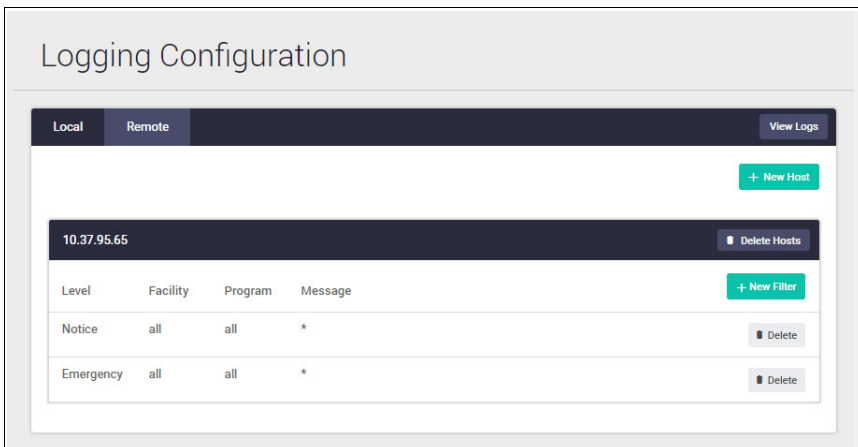 Logging Configuration
Local Remote View Logs
+ New Host
10.37.95.65 Delete Hosts
Level Facility Program Message + New Filter
Notice all all * Delete
Emergency all all * Delete